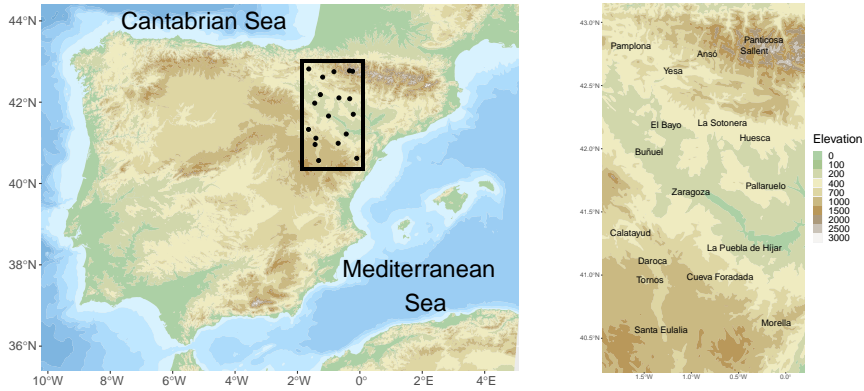 Cantabrian Sea
Mediterranean
Sea
44°N
42°N
40°N
38°N
36°N
10°W 8°W 6°W 4°W 2°W 0° 2°E 4°E
43.0°N
42.5°N
42.0°N
41.5°N
41.0°N
40.5°N
1.5°W 1.0°W 0.5°W 0.0°
Pamplona
Panticosa
Ansó
Sallent
Yesa
La Sotonera
El Bayo
Huesca
Buñuel
Pallaruelo
Zaragoza
Calatayud
La Puebla de Híjar
Daroca
Tornos
Cueva Foradada
Morella
Santa Eulalia
Elevation
0
100
200
400
700
1000
1500
2000
2500
3000